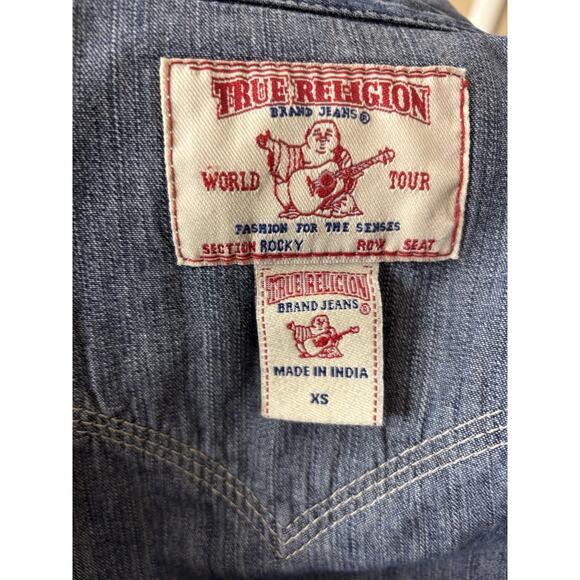 TRUE RELIGION
BRAND JEANS®
WORLD TOUR
FASHION FOR THE SENSES
SECTION ROCKY ROW SEAT
TRUE RELIGION
BRAND JEANS®
MADE IN INDIA
XS